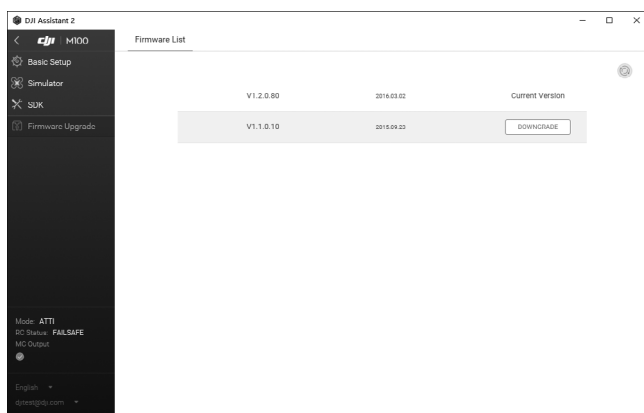 DJI Assistant 2
dji M100
Firmware List
Basic Setup
Simulator
SDK
Firmware Upgrade
V1.2.0.80 2016.03.02 Current Version
V1.1.0.10 2015.09.23 DOWNGRADE
Mode: ATTI
RC Status: FAILSAFE
MC Output
English
djitest@dji.com